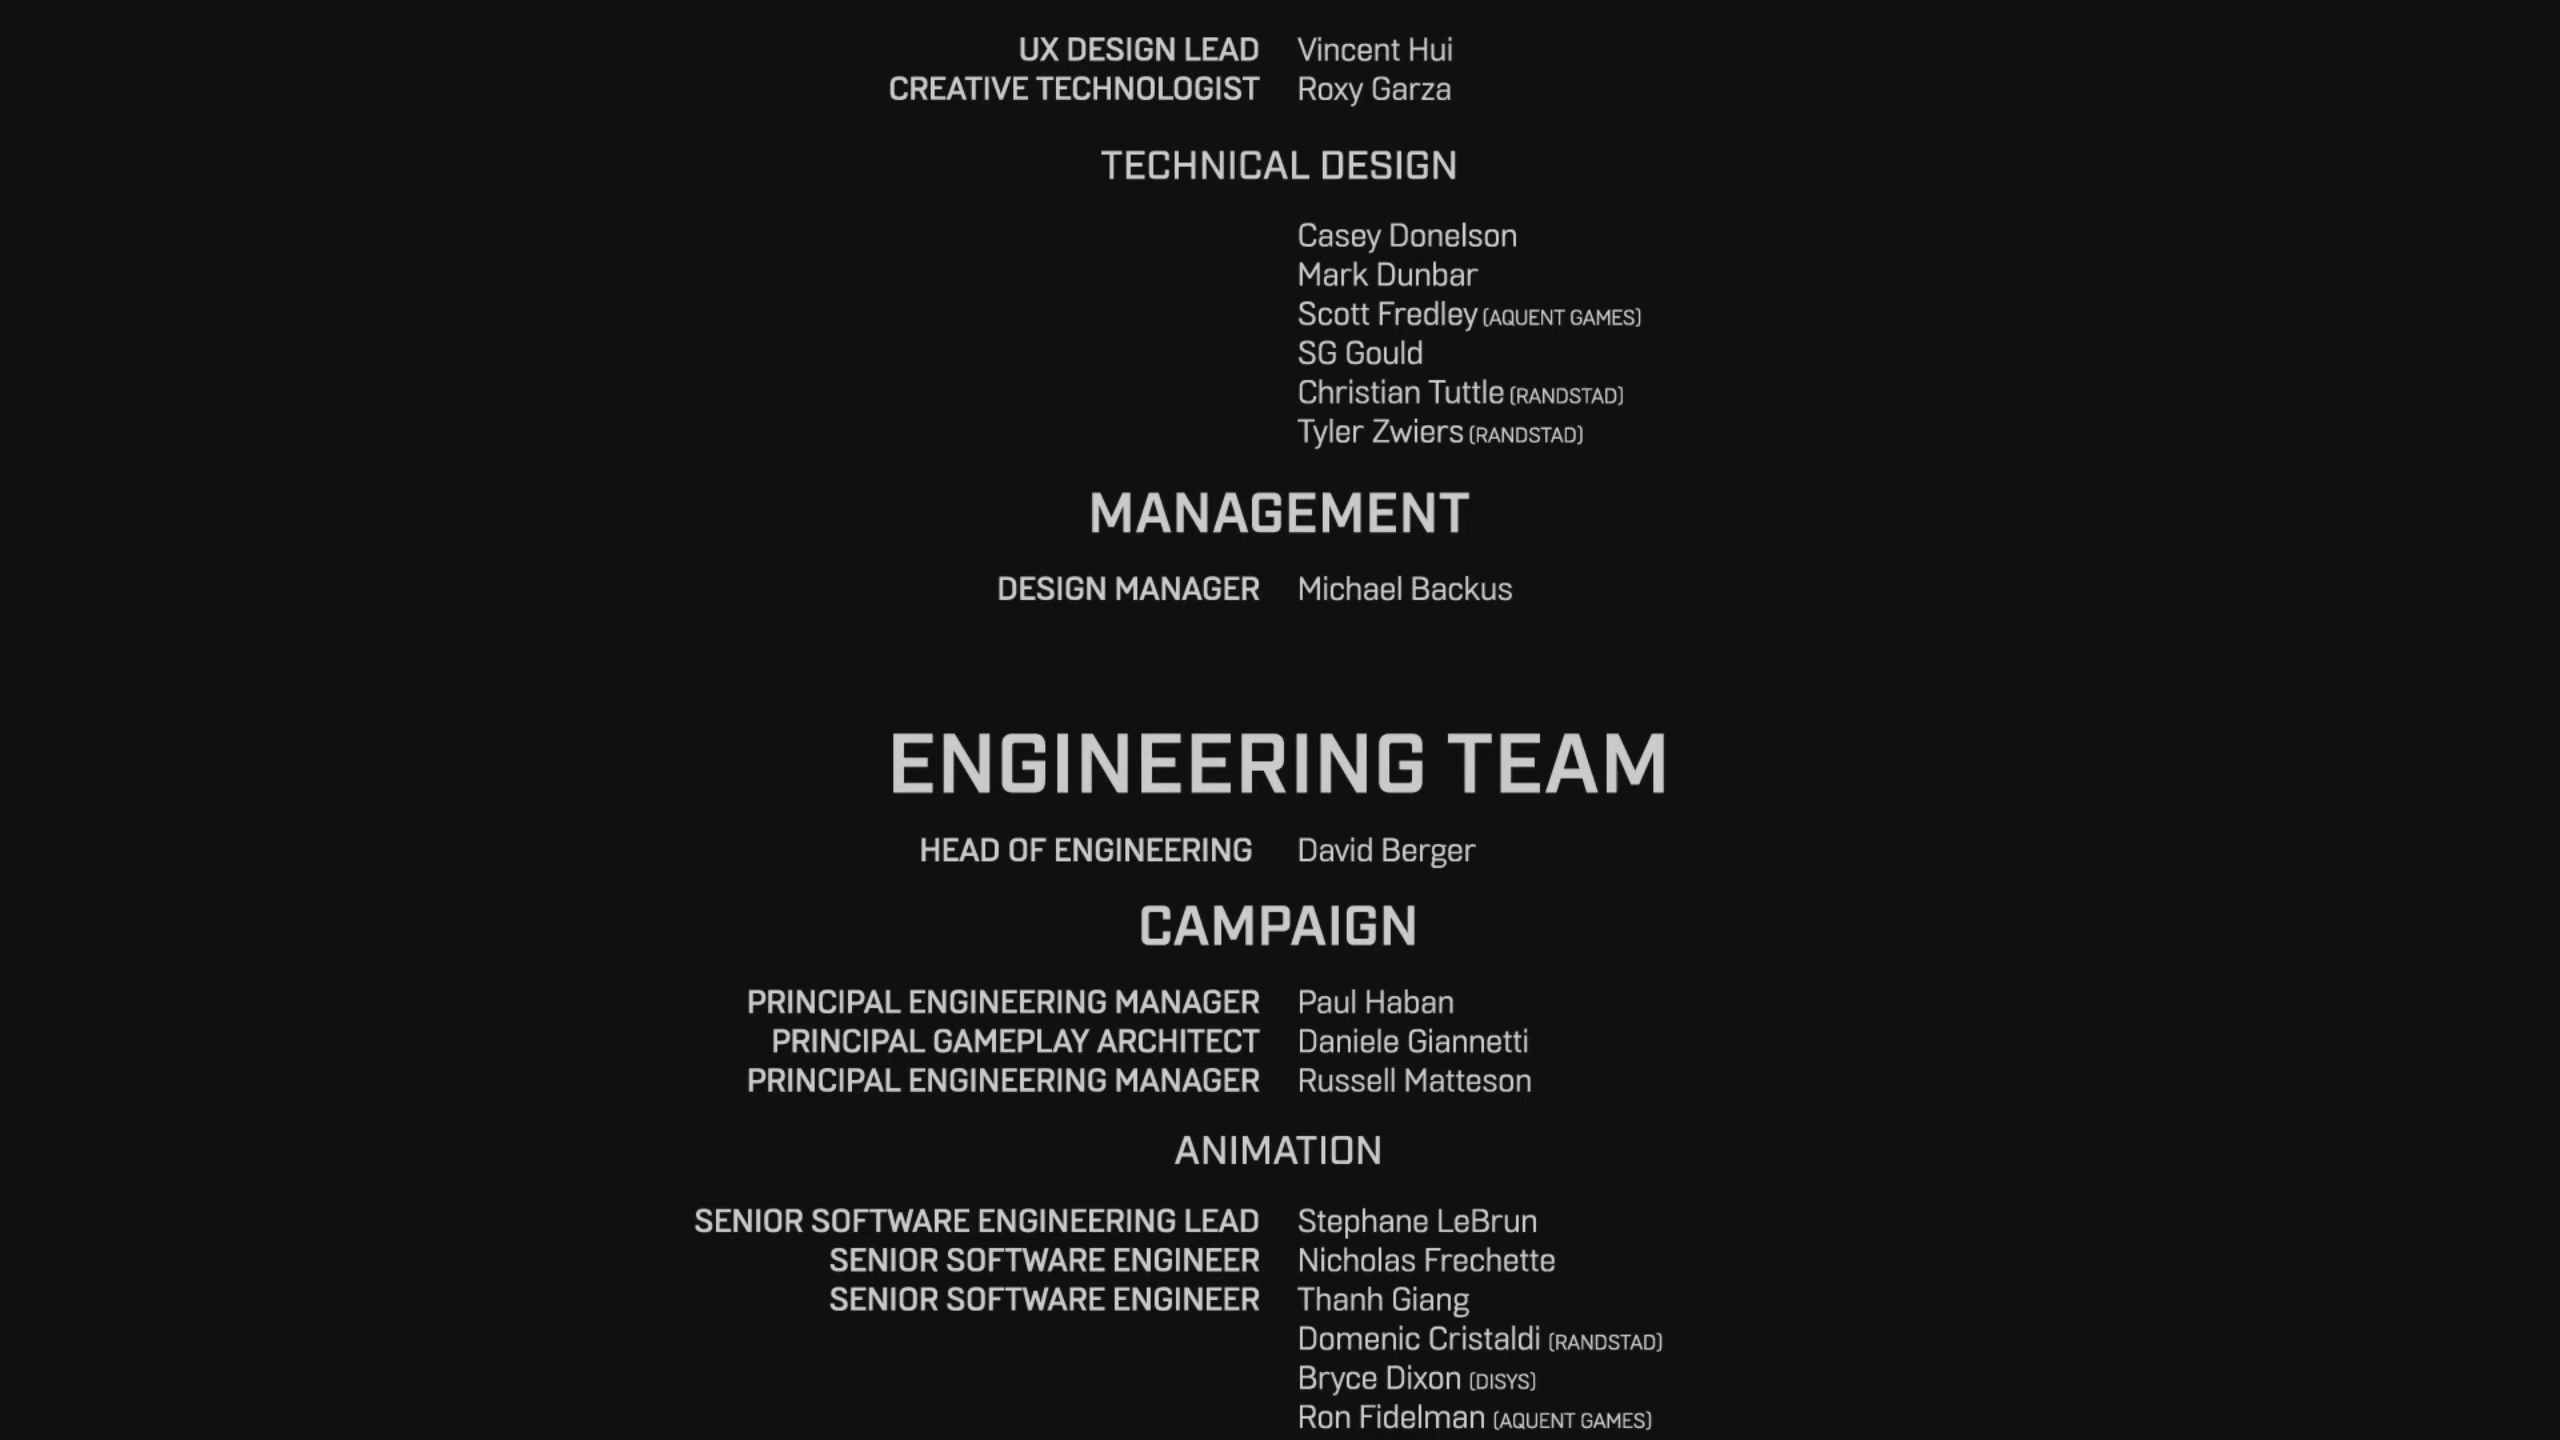 UX DESIGN LEAD Vincent Hui
CREATIVE TECHNOLOGIST Roxy Garza
TECHNICAL DESIGN
Casey Donelson
Mark Dunbar
Scott Fredley (AQUENT GAMES)
SG Gould
Christian Tuttle (RANDSTAD)
Tyler Zwiers (RANDSTAD)
MANAGEMENT
DESIGN MANAGER Michael Backus
ENGINEERING TEAM
HEAD OF ENGINEERING David Berger
CAMPAIGN
PRINCIPAL ENGINEERING MANAGER Paul Haban
PRINCIPAL GAMEPLAY ARCHITECT Daniele Giannetti
PRINCIPAL ENGINEERING MANAGER Russell Matteson
ANIMATION
SENIOR SOFTWARE ENGINEERING LEAD Stephane LeBrun
SENIOR SOFTWARE ENGINEER Nicholas Frechette
SENIOR SOFTWARE ENGINEER Thanh Giang
Domenic Cristaldi (RANDSTAD)
Bryce Dixon (DISYS)
Ron Fidelman (AQUENT GAMES)